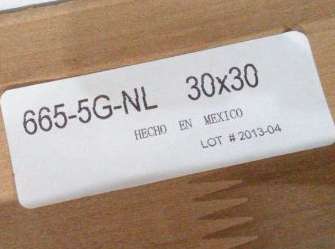 665-5G-NL 30x30
HECHO EN MEXICO
LOT # 2013-04